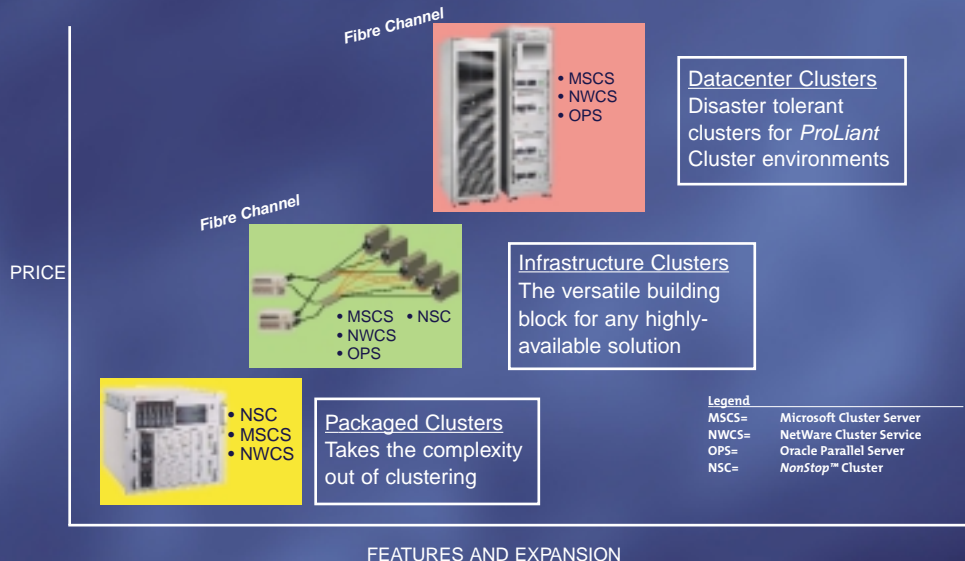 Fibre Channel
• MSCS
• NWCS
• OPS
Datacenter Clusters
Disaster tolerant
clusters for ProLiant
Cluster environments
Fibre Channel
PRICE
• MSCS • NSC
• NWCS
• OPS
Infrastructure Clusters
The versatile building
block for any highly-
available solution
• NSC
• MSCS
• NWCS
Packaged Clusters
Takes the complexity
out of clustering
Legend
MSCS= Microsoft Cluster Server
NWCS= NetWare Cluster Service
OPS= Oracle Parallel Server
NSC= NonStop™ Cluster
FEATURES AND EXPANSION